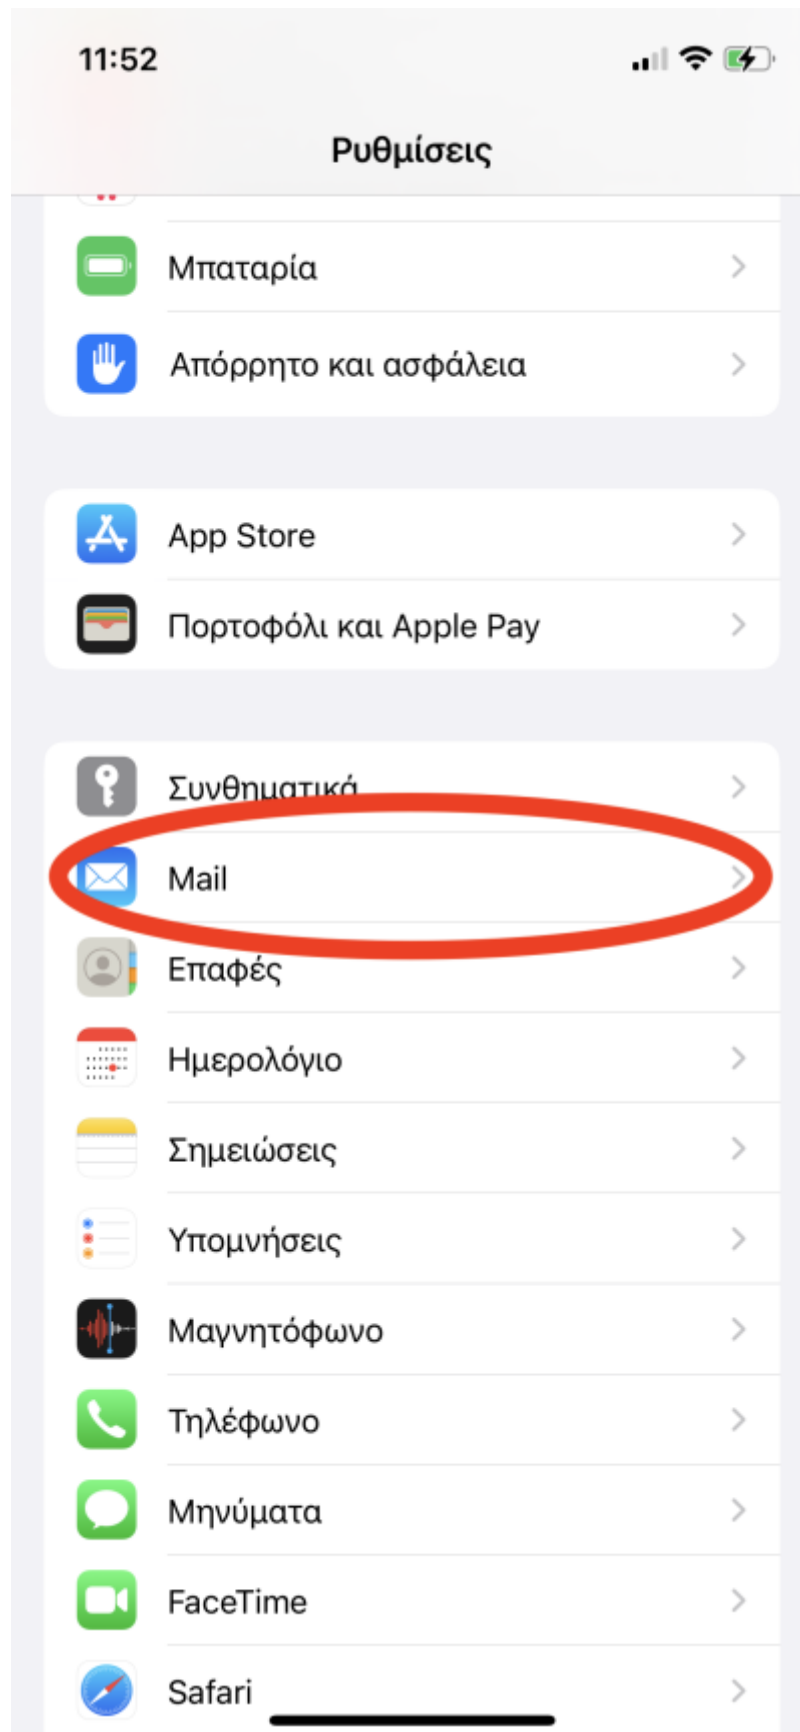 11:52
Ρυθμίσεις
Μπαταρία
Απόρρητο και ασφάλεια
App Store
Πορτοφόλι και Apple Pay
Συνθηματικά
Mail
Επαφές
Ημερολόγιο
Σημειώσεις
Υπομνήσεις
Μαγνητόφωνο
Τηλέφωνο
Μηνύματα
FaceTime
Safari